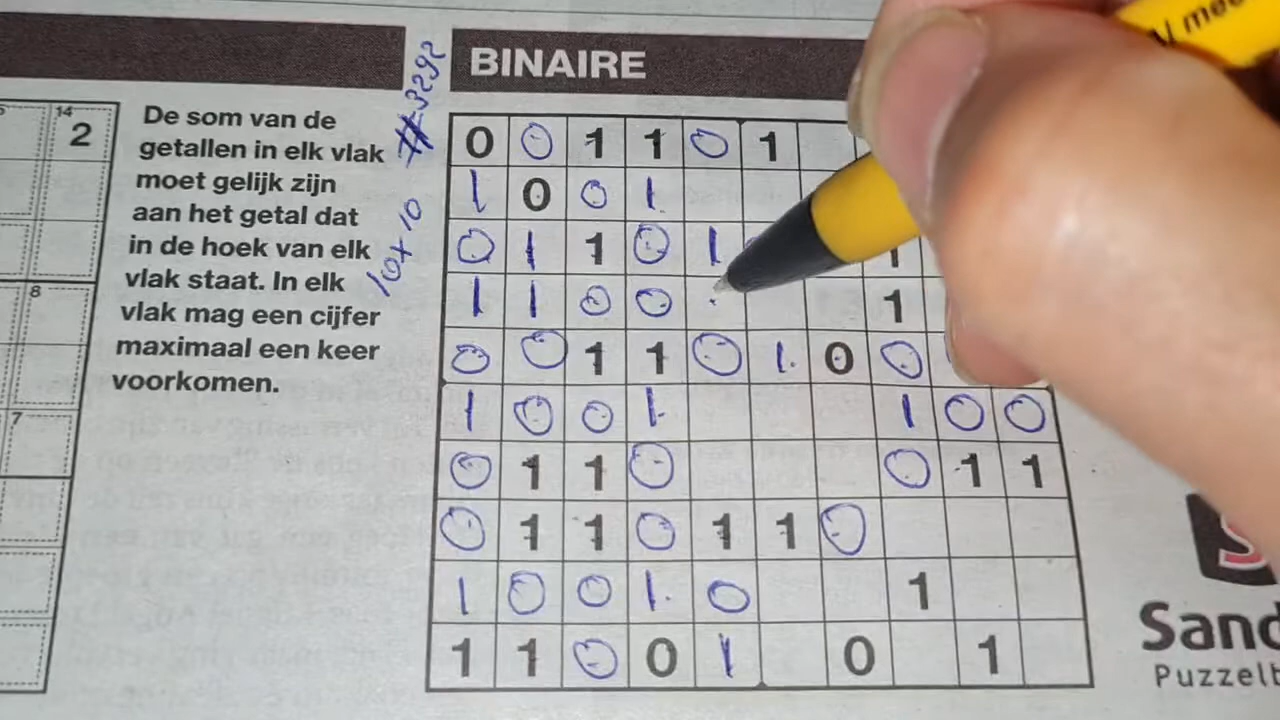 BINAIRE
V mee
14
2
De som van de
getallen in elk vlak
moet gelijk zijn
aan het getal dat
in de hoek van elk
vlak staat. In elk
vlak mag een cijfer
maximaal een keer
voorkomen.
8
7
#3292
10x10
0 0 1 1 0 1
1 0 0 1
0 1 1 0 1 1
1 1 0 0 1
0 0 1 1 0 1 0 0
1 0 0 1 1 0 0
0 1 1 0 0 1 1
0 1 1 0 1 1 0
1 0 0 1 0 1
1 1 0 0 1 0 1
Sand
Puzzelb